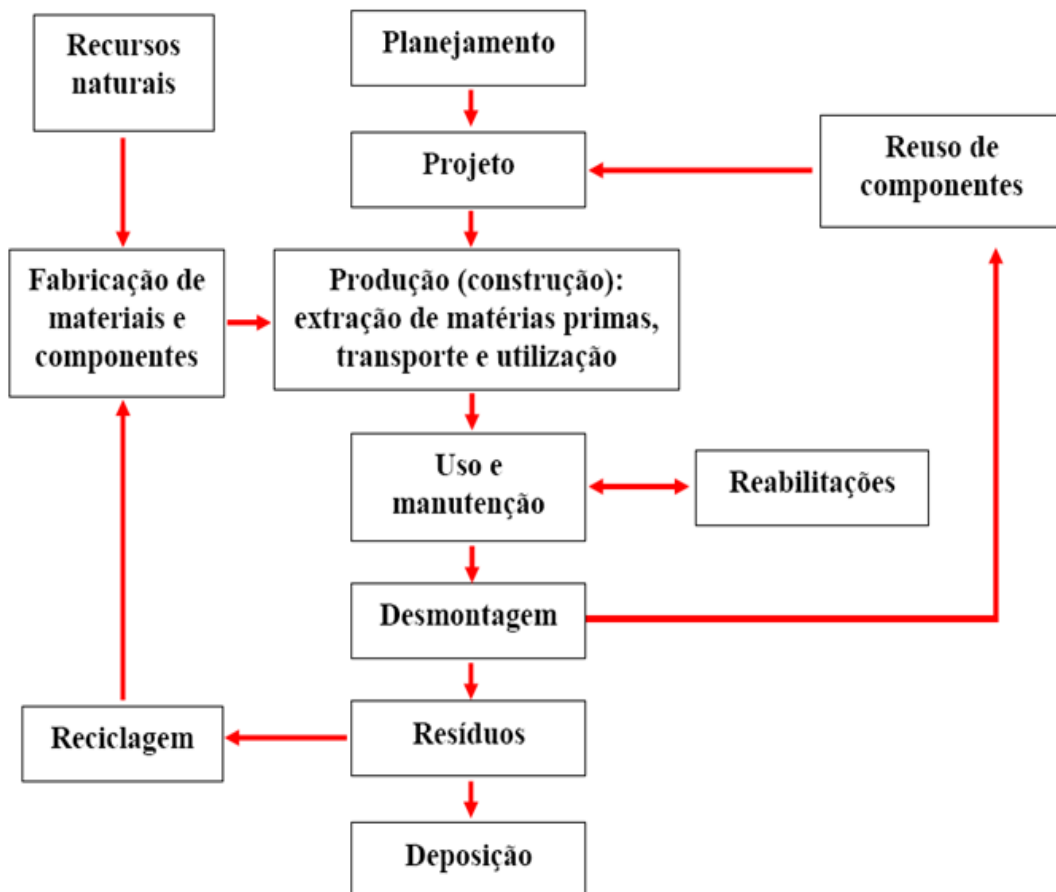 Recursos
naturais
Planejamento
Projeto
Reuso de
componentes
Fabricação de
materiais e
componentes
Produção (construção):
extração de matérias primas,
transporte e utilização
Uso e
manutenção
Reabilitações
Desmontagem
Reciclagem
Resíduos
Deposição